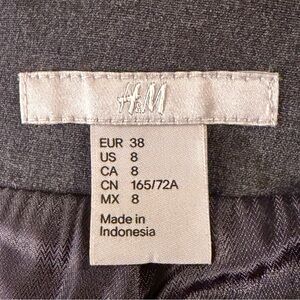 H&M
EUR 38
US 8
CA 8
CN 165/72A
MX 8
Made in
Indonesia